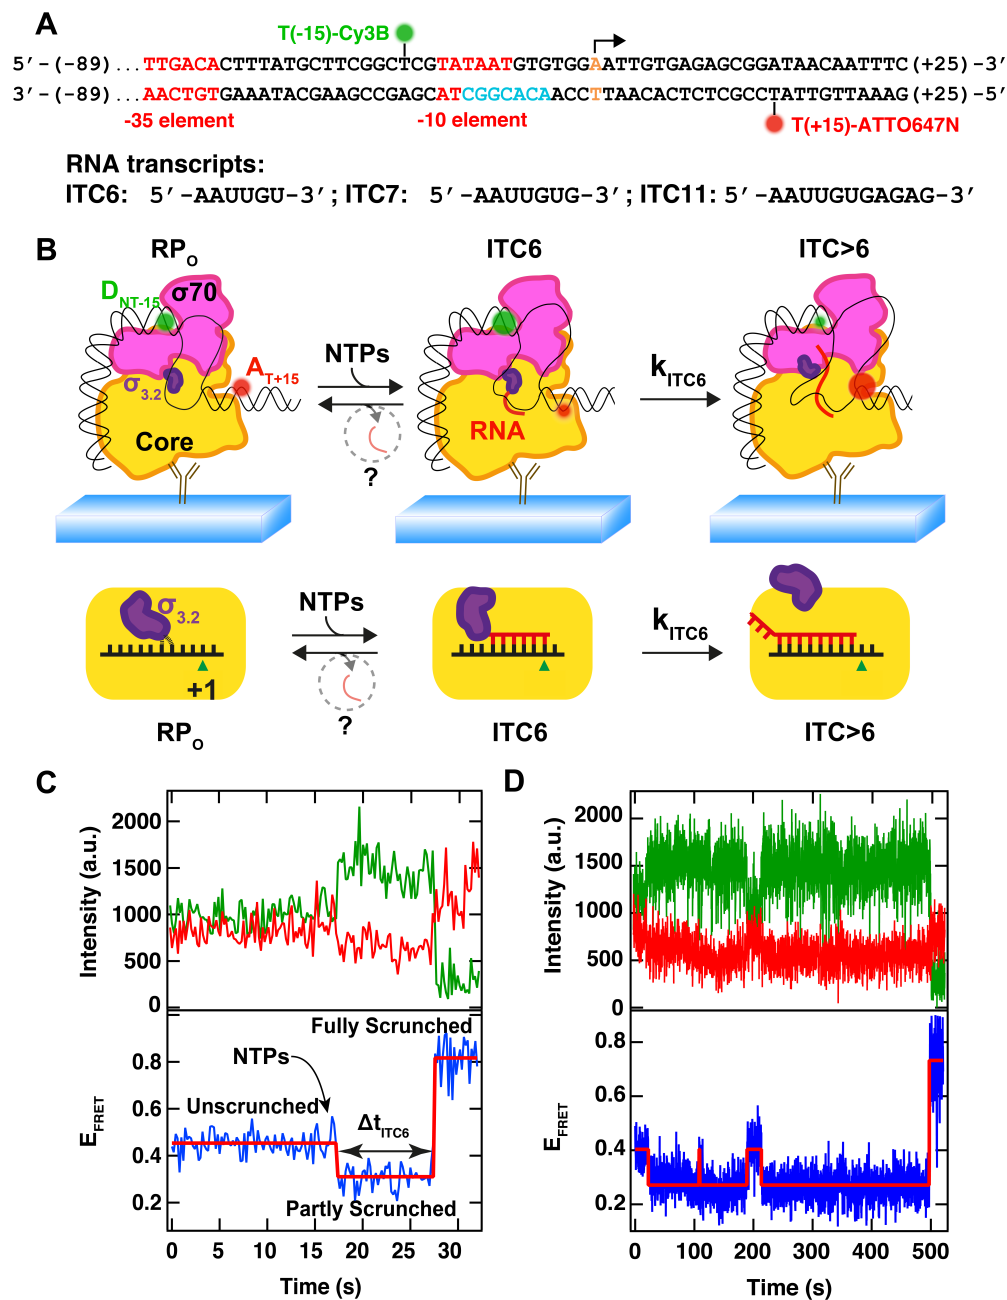 A
T(-15)-Cy3B
5′-(-89)...TTGACACTTTATGCTTCGGCTCGTATAATGTGTGGAATTGTGAGAGCGGATAACAATTTC(+25)-3′
3′-(-89)...AACTGTGAAATACGAAGCCGAGCATCGGCACAACCTTAACACTCTCGCCTATTGTTAAAG(+25)-5′
-35 element
-10 element
T(+15)-ATTO647N
RNA transcripts:
ITC6: 5′-AAUUGU-3′; ITC7: 5′-AAUUGUG-3′; ITC11: 5′-AAUUGUGAGAG-3′
B
RPO
ITC6
ITC>6
DNT-15
σ70
σ3.2
AT+15
Core
NTPs
?
RNA
kITC6
σ3.2
+1
NTPs
?
kITC6
RPO
ITC6
ITC>6
C
Intensity (a.u.)
2000
1500
1000
500
0
Fully Scrunched
NTPs
Unscrunched
ΔtITC6
Partly Scrunched
EFRET
0.8
0.6
0.4
0.2
0 5 10 15 20 25 30
Time (s)
D
Intensity (a.u.)
2000
1500
1000
500
0
EFRET
0.8
0.6
0.4
0.2
0 100 200 300 400 500
Time (s)